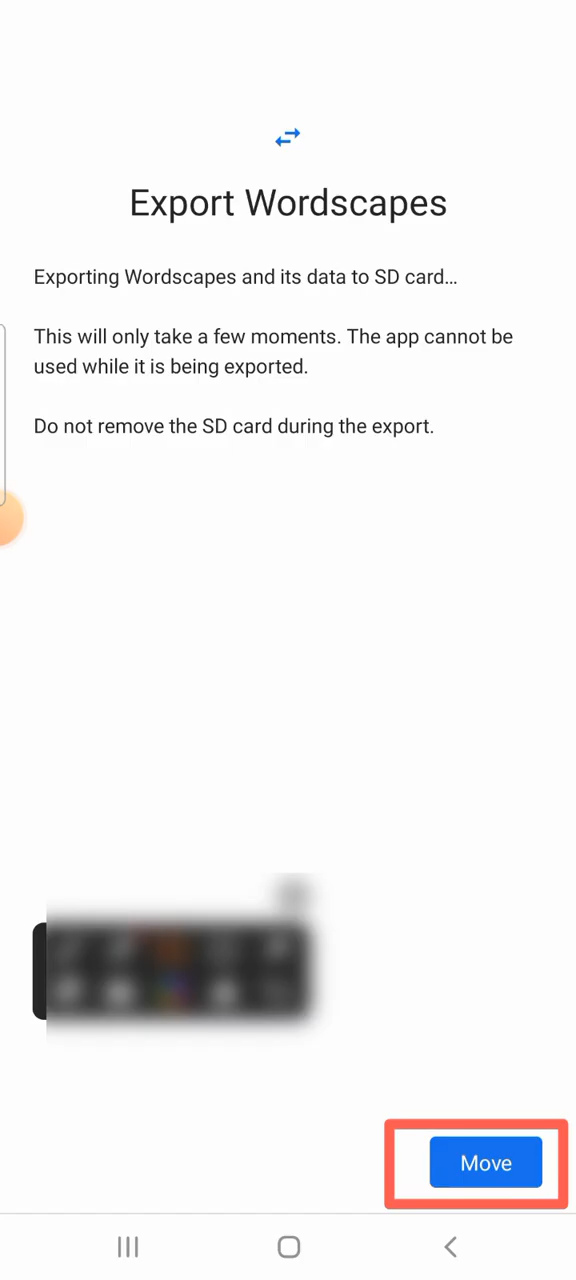 Export Wordscapes
Exporting Wordscapes and its data to SD card...
This will only take a few moments. The app cannot be
used while it is being exported.
Do not remove the SD card during the export.
Move